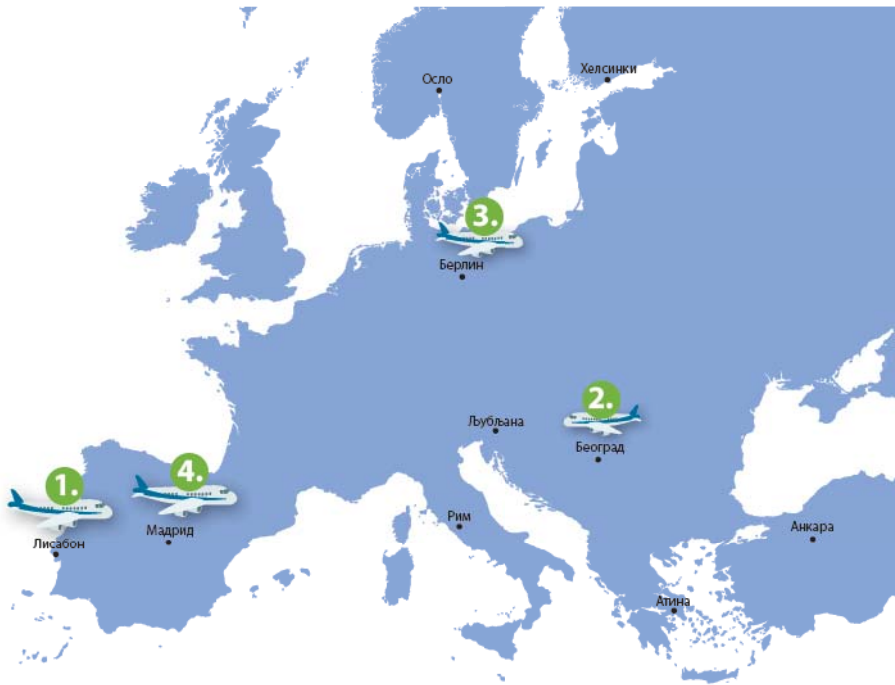 Осло
Хелсинки
3.
Берлин
2.
Љубљана
Београд
1.
4.
Лисабон
Мадрид
Рим
Анкара
Атина